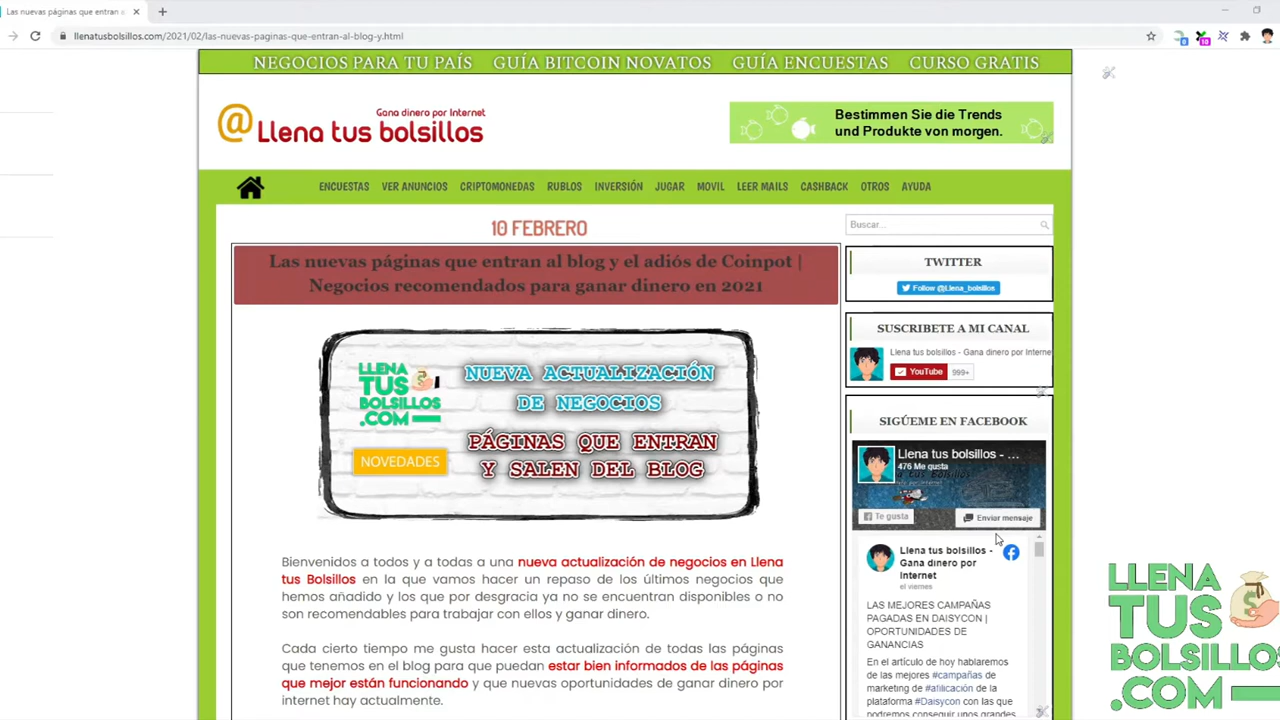 Las nuevas páginas que entran a
llenatusbolsillos.com/2021/02/las-nuevas-paginas-que-entran-al-blog-y.html
NEGOCIOS PARA TU PAÍS GUÍA BITCOIN NOVATOS GUÍA ENCUESTAS CURSO GRATIS
Gana dinero por Internet
@Llena tus bolsillos
Bestimmen Sie die Trends
und Produkte von morgen.
ENCUESTAS VER ANUNCIOS CRIPTOMONEDAS RUBLOS INVERSIÓN JUGAR MOVIL LEER MAILS CASHBACK OTROS AYUDA
10 FEBRERO
Las nuevas páginas que entran al blog y el adiós de Coinpot |
Negocios recomendados para ganar dinero en 2021
LLENA
TUS
BOLSILLOS
.COM
NOVEDADES
NUEVA ACTUALIZACIÓN
DE NEGOCIOS
PÁGINAS QUE ENTRAN
Y SALEN DEL BLOG
Bienvenidos a todos y a todas a una nueva actualización de negocios en Llena
tus Bolsillos en la que vamos hacer un repaso de los últimos negocios que
hemos añadido y los que por desgracia ya no se encuentran disponibles o no
son recomendables para trabajar con ellos y ganar dinero.
Cada cierto tiempo me gusta hacer esta actualización de todas las páginas
que tenemos en el blog para que puedan estar bien informados de las páginas
que mejor están funcionando y que nuevas oportunidades de ganar dinero por
internet hay actualmente.
Buscar...
TWITTER
Follow @Llena_bolsillos
SUSCRIBETE A MI CANAL
Llena tus bolsillos - Gana dinero por Interne
YouTube 999+
SIGÚEME EN FACEBOOK
Llena tus bolsillos - ...
476 Me gusta
Te gusta Enviar mensaje
Llena tus bolsillos -
Gana dinero por
Internet
el viernes
LAS MEJORES CAMPAÑAS
PAGADAS EN DAISYCON |
OPORTUNIDADES DE
GANANCIAS
En el artículo de hoy hablaremos
de las mejores #campañas de
marketing de #afiliación de la
plataforma #Daisycon con las que
podremos conseguir unos grandes
LLENA
TUS
BOLSILLOS
.COM